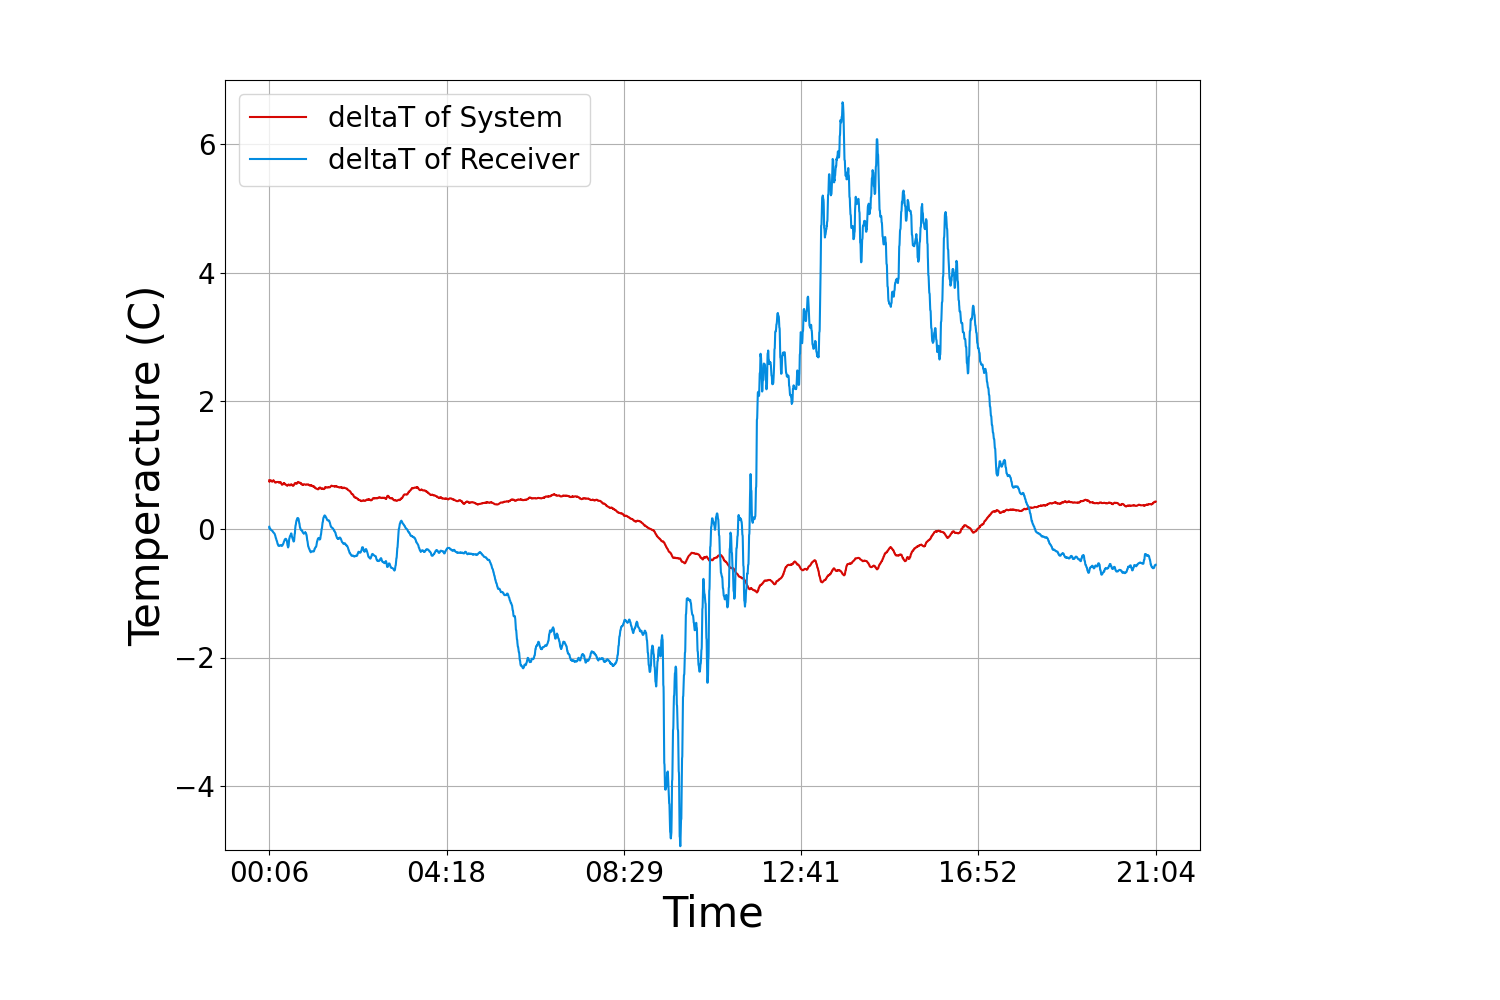 deltaT of System
deltaT of Receiver
6
4
2
0
−2
−4
Temperacture (C)
00:06 04:18 08:29 12:41 16:52 21:04
Time